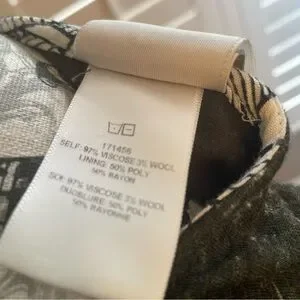 171456
SELF: 97% VISCOSE 3% WOOL
LINING: 50% POLY
50% RAYON
SOI: 97% VISCOSE 3% WOOL
DOUBLURE: 50% POLY
50% RAYONNE